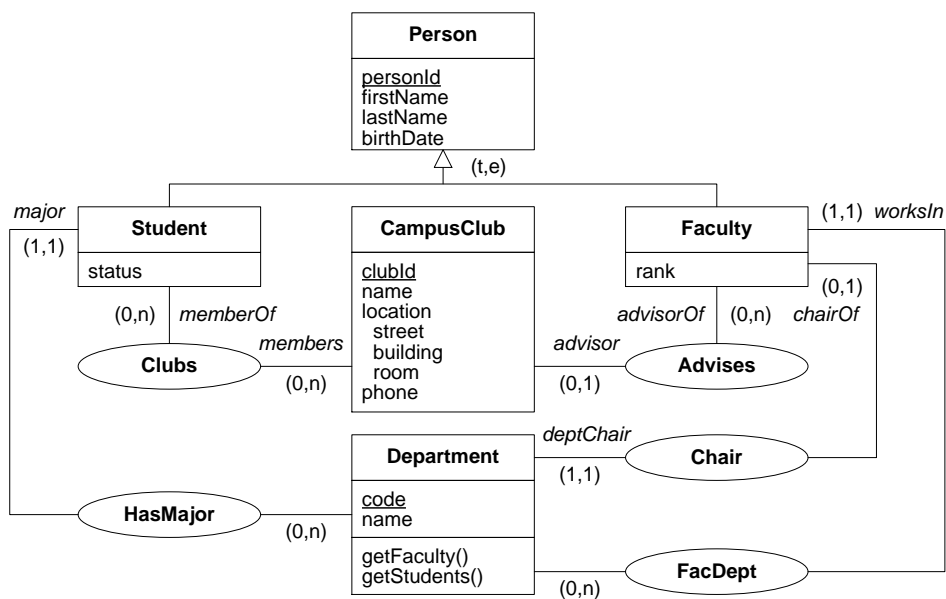 Person
personId
firstName
lastName
birthDate
(t,e)
major
(1,1)
Student
status
CampusClub
clubId
name
location
street
building
room
phone
Faculty
rank
(1,1) worksIn
(0,1)
chairOf
(0,n) memberOf
advisorOf (0,n)
Clubs
members
(0,n)
advisor
(0,1)
Advises
Department
code
name
getFaculty()
getStudents()
deptChair
(1,1)
Chair
HasMajor
(0,n)
(0,n)
FacDept